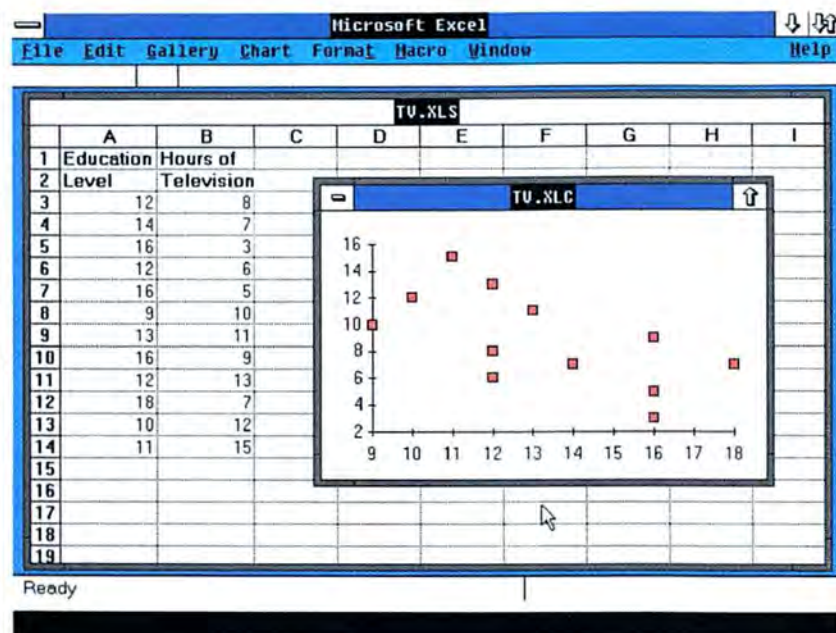 Microsoft Excel
File Edit Gallery Chart Format Macro Window Help
TV.XLS
A B C D E F G H I
1 Education Hours of
2 Level Television
3 12 8
4 14 7
5 16 3
6 12 6
7 16 5
8 9 10
9 13 11
10 16 9
11 12 13
12 18 7
13 10 12
14 11 15
15
16
17
18
19
TV.XLC
16
14
12
10
8
6
4
2
9 10 11 12 13 14 15 16 17 18
Ready